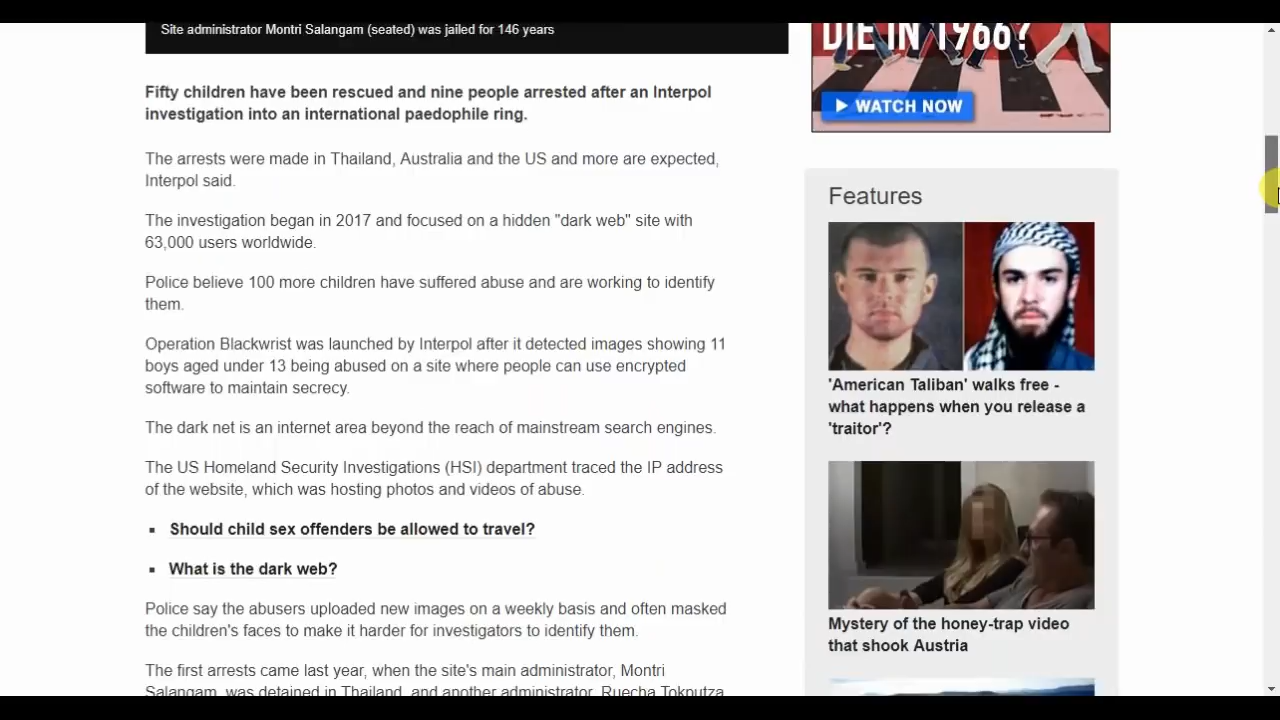 Site administrator Montri Salangam (seated) was jailed for 146 years
Fifty children have been rescued and nine people arrested after an Interpol
investigation into an international paedophile ring.
The arrests were made in Thailand, Australia and the US and more are expected,
Interpol said.
The investigation began in 2017 and focused on a hidden "dark web" site with
63,000 users worldwide.
Police believe 100 more children have suffered abuse and are working to identify
them.
Operation Blackwrist was launched by Interpol after it detected images showing 11
boys aged under 13 being abused on a site where people can use encrypted
software to maintain secrecy.
The dark net is an internet area beyond the reach of mainstream search engines.
The US Homeland Security Investigations (HSI) department traced the IP address
of the website, which was hosting photos and videos of abuse.
Should child sex offenders be allowed to travel?
What is the dark web?
Police say the abusers uploaded new images on a weekly basis and often masked
the children's faces to make it harder for investigators to identify them.
The first arrests came last year, when the site's main administrator, Montri
Salangam, was detained in Thailand, and another administrator, Ruecha Tokputza
DIE IN 1966?
WATCH NOW
Features
'American Taliban' walks free -
what happens when you release a
'traitor'?
Mystery of the honey-trap video
that shook Austria